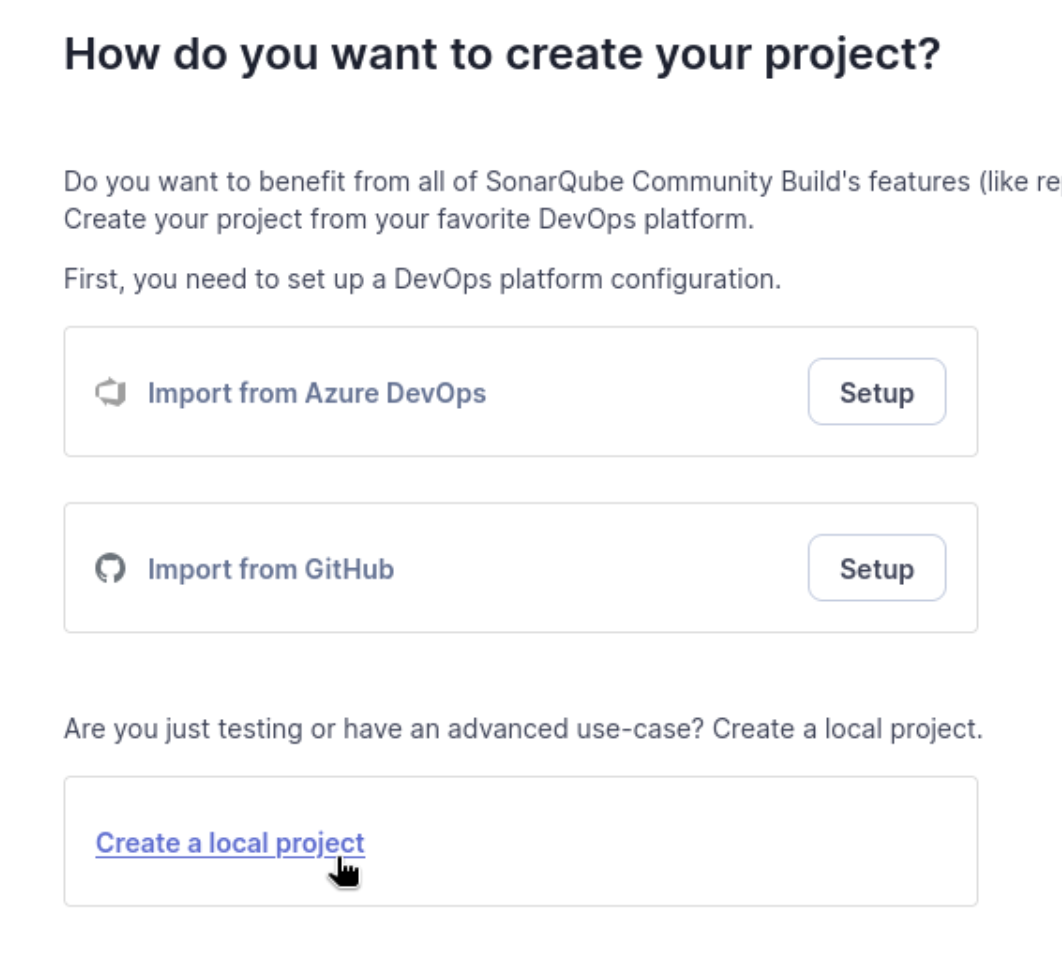 How do you want to create your project?
Do you want to benefit from all of SonarQube Community Build's features (like
Create your project from your favorite DevOps platform.
First, you need to set up a DevOps platform configuration.
Import from Azure DevOps
Setup
Import from GitHub
Setup
Are you just testing or have an advanced use-case? Create a local project.
Create a local project